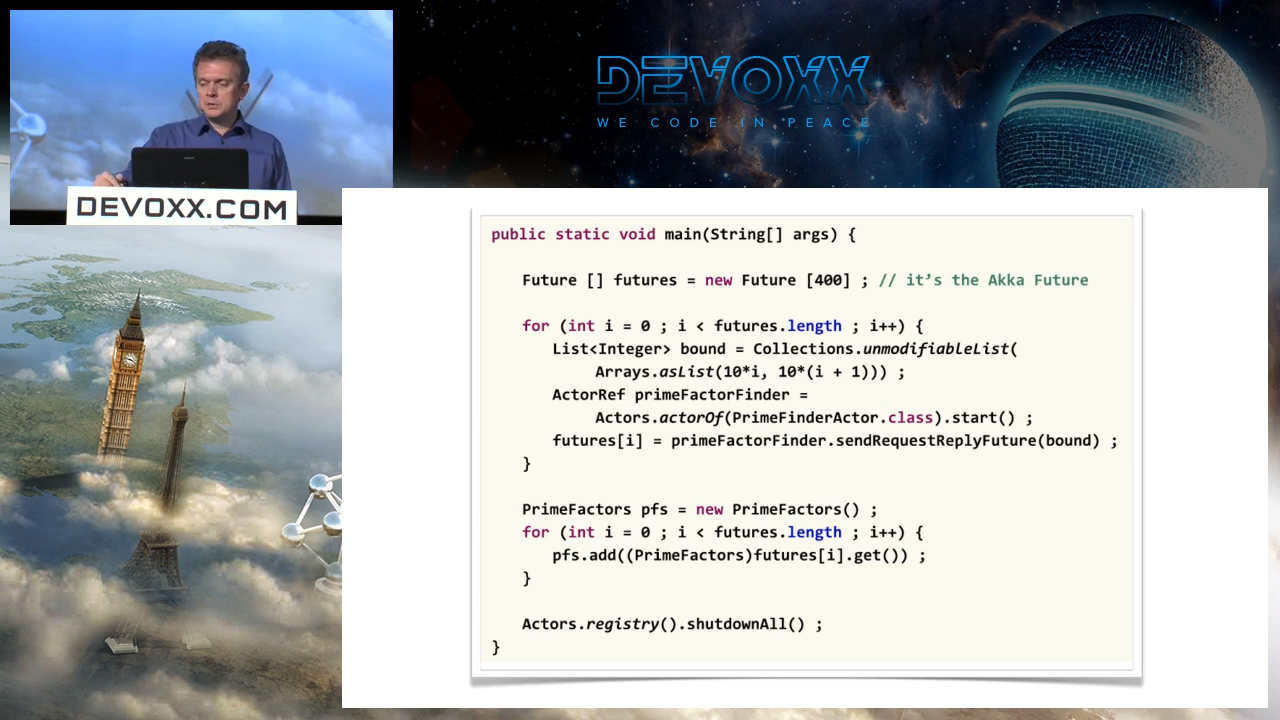 DEVOXX
WE CODE IN PEACE
DEVOXX.COM
public static void main(String[] args) {
Future [] futures = new Future [400] ; // it’s the Akka Future
for (int i = 0 ; i < futures.length ; i++) {
List<Integer> bound = Collections.unmodifiableList(
Arrays.asList(10*i, 10*(i + 1))) ;
ActorRef primeFactorFinder =
Actors.actorOf(PrimeFinderActor.class).start() ;
futures[i] = primeFactorFinder.sendRequestReplyFuture(bound) ;
}
PrimeFactors pfs = new PrimeFactors() ;
for (int i = 0 ; i < futures.length ; i++) {
pfs.add((PrimeFactors)futures[i].get()) ;
}
Actors.registry().shutdownAll() ;
}